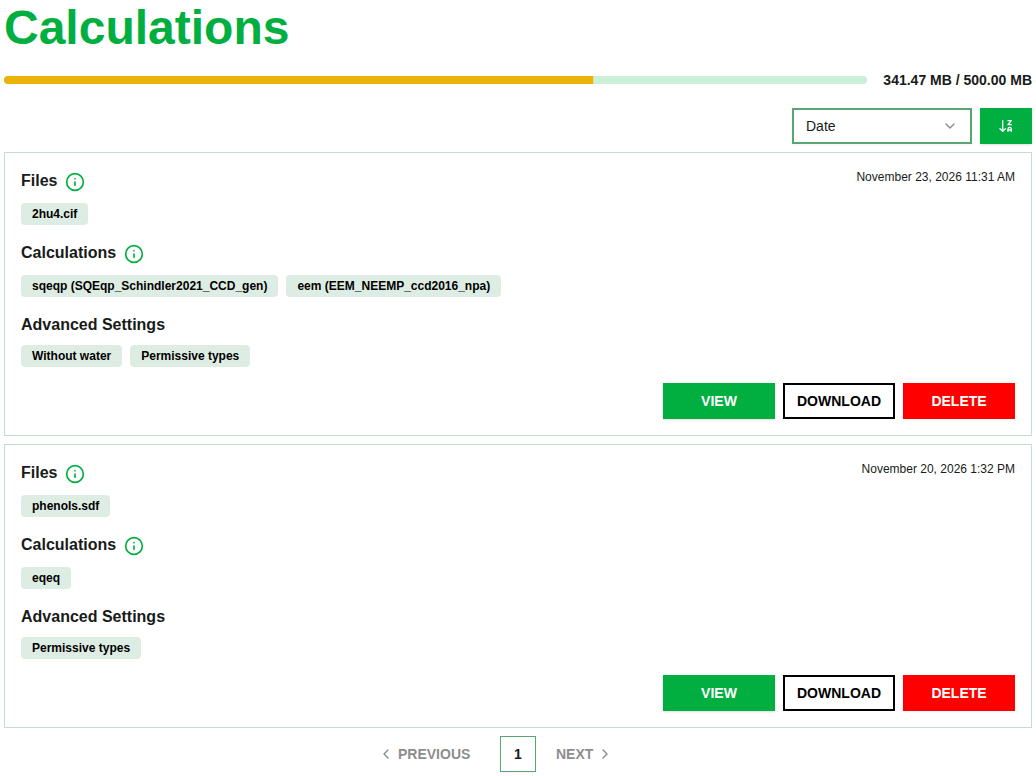 Calculations
341.47 MB / 500.00 MB
Date
Files
November 23, 2026 11:31 AM
2hu4.cif
Calculations
sqeqp (SQEqp_Schindler2021_CCD_gen) eem (EEM_NEEMP_ccd2016_npa)
Advanced Settings
Without water Permissive types
VIEW DOWNLOAD DELETE
Files
November 20, 2026 1:32 PM
phenols.sdf
Calculations
eqeq
Advanced Settings
Permissive types
VIEW DOWNLOAD DELETE
PREVIOUS 1 NEXT